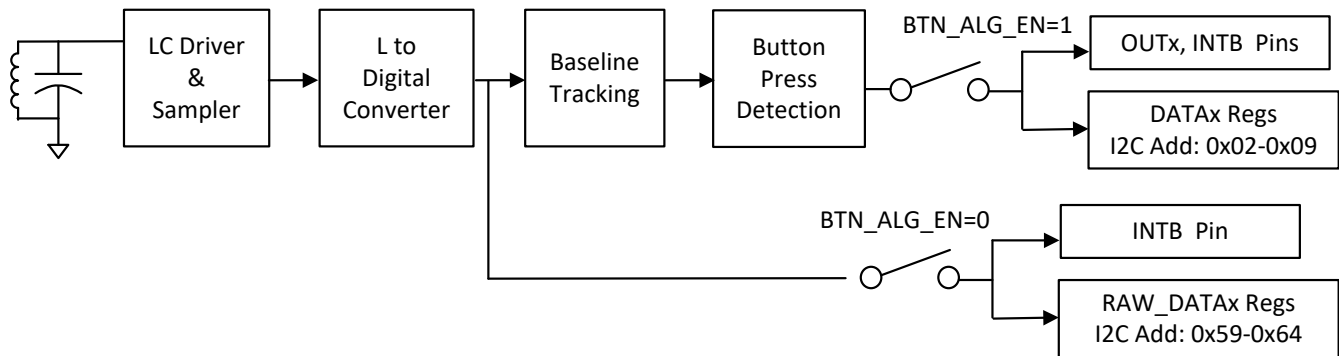 LC Driver
&
Sampler
L to
Digital
Converter
Baseline
Tracking
Button
Press
Detection
BTN_ALG_EN=1
OUTx, INTB Pins
DATAx Regs
I2C Add: 0x02-0x09
BTN_ALG_EN=0
INTB Pin
RAW_DATAx Regs
I2C Add: 0x59-0x64